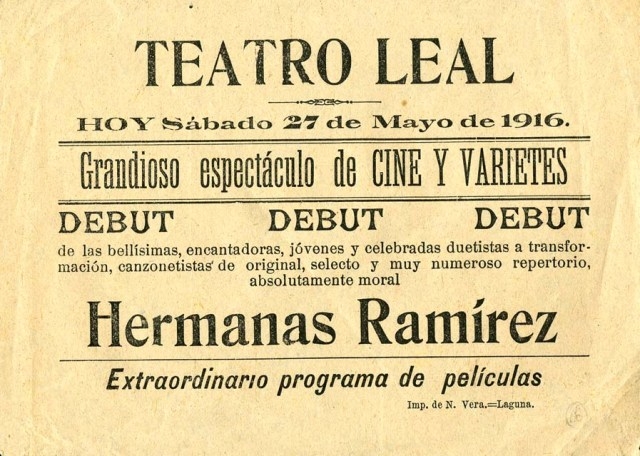 TEATRO LEAL
HOY Sábado 27 de Mayo de 1916.
Grandioso espectáculo de CINE Y VARIETES
DEBUT DEBUT DEBUT
de las bellísimas, encantadoras, jóvenes y celebradas duetistas a transfor-
mación, canzonetistas de original, selecto y muy numeroso repertorio,
absolutamente moral
Hermanas Ramírez
Extraordinario programa de películas
Imp. de N. Vera.=Laguna.